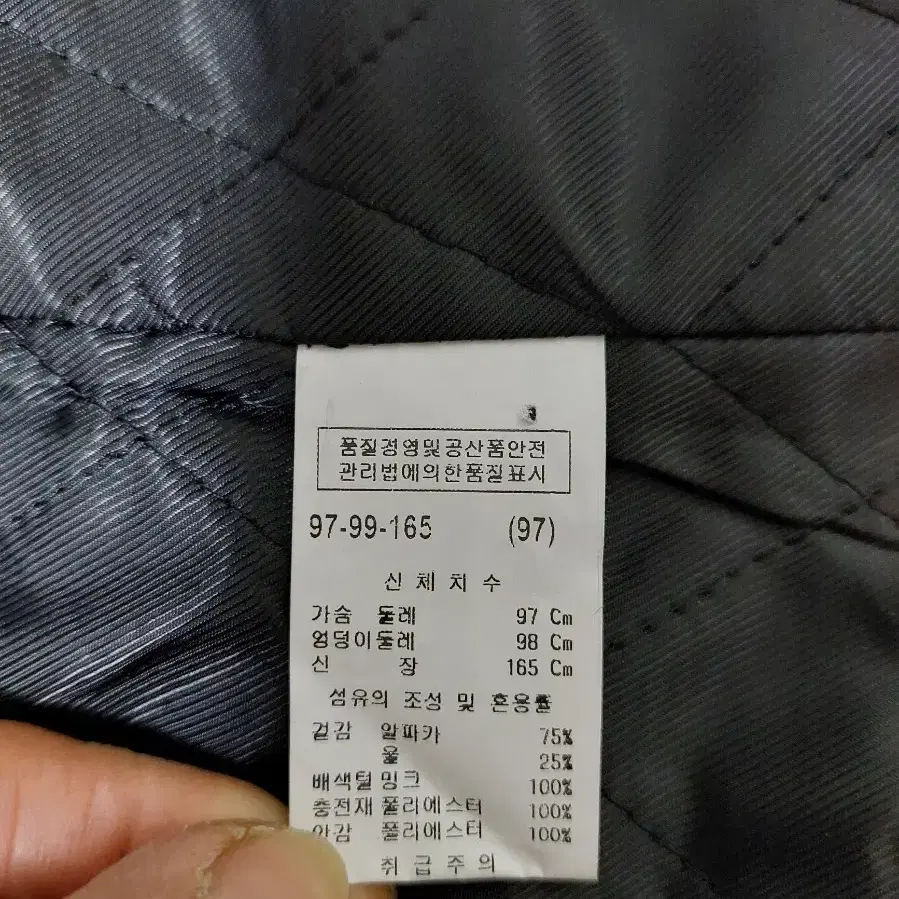 품질경영및공산품안전
관리법에의한품질표시
97-99-165 (97)
신 체 치 수
가슴 둘레 97 Cm
엉덩이둘레 98 Cm
신 장 165 Cm
섬유의 조성 및 혼용률
겉감 알파카 75%
울 25%
배색털 밍크 100%
충전재 폴리에스터 100%
안감 폴리에스터 100%
취 급 주 의